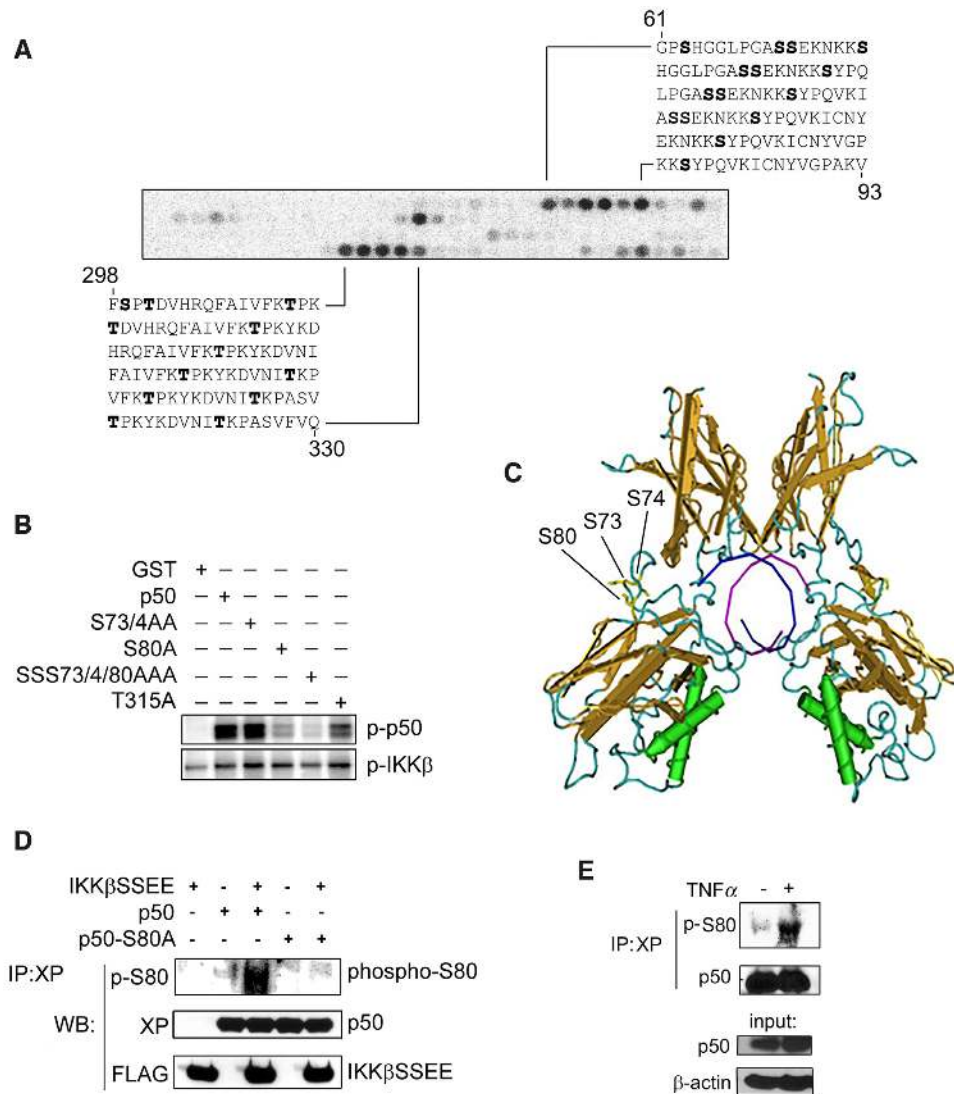 A
61
GPSHGGLPGASSEKNKKS
HGGLPGASSEKNKKSYPQ
LPGASSEKNKKSYPQVKI
ASSEKNKKSYPQVKICNY
EKNKKSYPQVKICNYVGP
KKSYPQVKICNYVGPAKV
93
298
FSPTDVHRQFAIVFKTPK
TDVHRQFAIVFKTPKYKD
HRQFAIVFKTPKYKDVNI
FAIVFKTPKYKDVNITKP
VFKTPKYKDVNITKPASV
TPKYKDVNITKPASVFVQ
330
B
GST + – – – – –
p50 – + – – – –
S73/4AA – – + – – –
S80A – – – + – –
SSS73/4/80AAA – – – – + –
T315A – – – – – +
p-p50
p-IKKβ
C
S74
S73
S80
D
IKKβSSEE + - + - +
p50 - + + - -
p50-S80A - - - + +
IP:XP p-S80 phospho-S80
WB: XP p50
FLAG IKKβSSEE
E
TNFα - +
p-S80
IP:XP
p50
input:
p50
β-actin